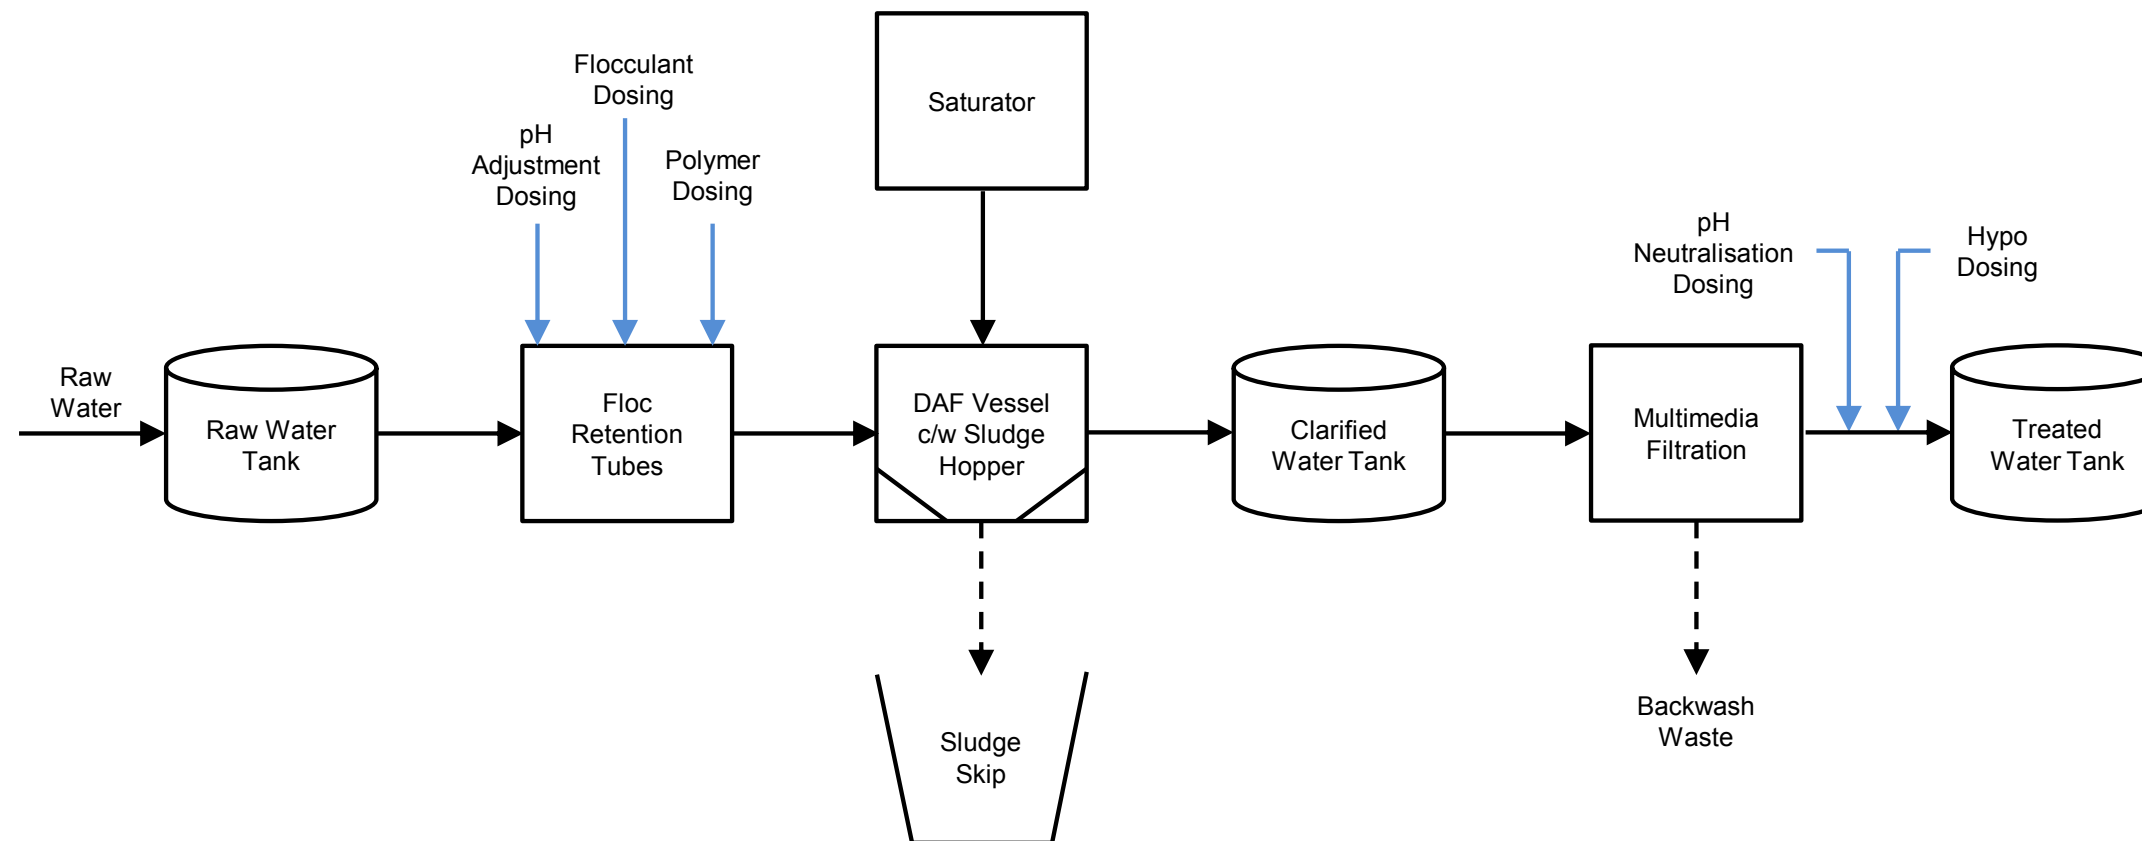 Flocculant
Dosing
pH
Adjustment
Dosing
Polymer
Dosing
Saturator
pH
Neutralisation
Dosing
Hypo
Dosing
Raw
Water
Raw Water
Tank
Floc
Retention
Tubes
DAF Vessel
c/w Sludge
Hopper
Clarified
Water Tank
Multimedia
Filtration
Treated
Water Tank
Sludge
Skip
Backwash
Waste